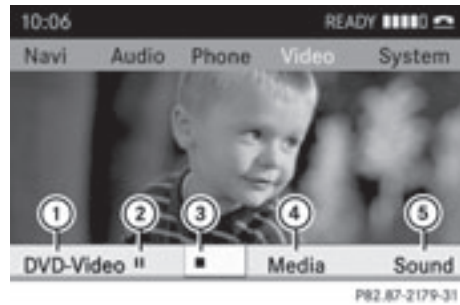 10:06 READY
Navi Audio Phone Video System
1 2 3 4 5
DVD-Video Media Sound
P82.87-2179-31